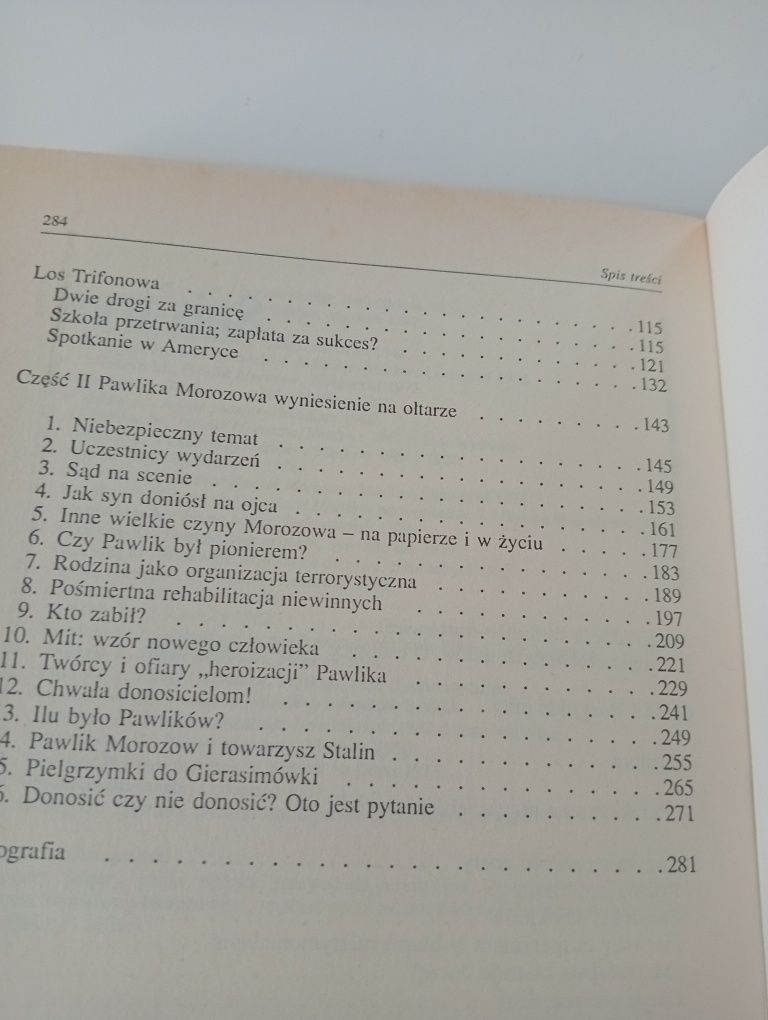 284
Spis treści
Los Trifonowa . . . . . . . . . . . . . . . . . . . . 115
Dwie drogi za granicę . . . . . . . . . . . . . . . . . . 115
Szkoła przetrwania; zapłata za sukces? . . . . . . . . . . 121
Spotkanie w Ameryce . . . . . . . . . . . . . . . . . . 132
Część II Pawlika Morozowa wyniesienie na ołtarze . . . . . . . . 143
1. Niebezpieczny temat . . . . . . . . . . . . . . . . . 145
2. Uczestnicy wydarzeń . . . . . . . . . . . . . . . . . 149
3. Sąd na scenie . . . . . . . . . . . . . . . . . . . . 153
4. Jak syn doniósł na ojca . . . . . . . . . . . . . . . . 161
5. Inne wielkie czyny Morozowa – na papierze i w życiu . . . . . 177
6. Czy Pawlik był pionierem? . . . . . . . . . . . . . . . 183
7. Rodzina jako organizacja terrorystyczna . . . . . . . . . . 189
8. Pośmiertna rehabilitacja niewinnych . . . . . . . . . . . 197
9. Kto zabił? . . . . . . . . . . . . . . . . . . . . . 209
10. Mit: wzór nowego człowieka . . . . . . . . . . . . . . 221
11. Twórcy i ofiary „heroizacji” Pawlika . . . . . . . . . . . 229
12. Chwała donosicielom! . . . . . . . . . . . . . . . . . 241
3. Ilu było Pawlików? . . . . . . . . . . . . . . . . . . 249
4. Pawlik Morozow i towarzysz Stalin . . . . . . . . . . . . 255
5. Pielgrzymki do Gierasimówki . . . . . . . . . . . . . . 265
6. Donosić czy nie donosić? Oto jest pytanie . . . . . . . . . 271
ografia . . . . . . . . . . . . . . . . . . . . . . . . 281